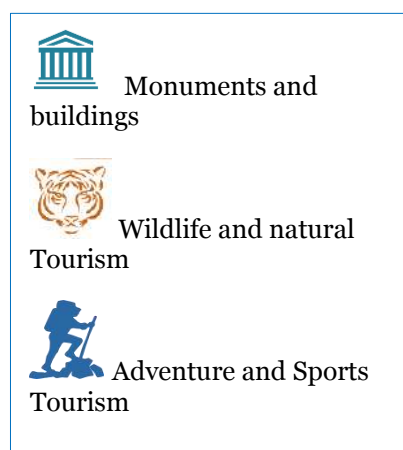 Monuments and
buildings
Wildlife and natural
Tourism
Adventure and Sports
Tourism